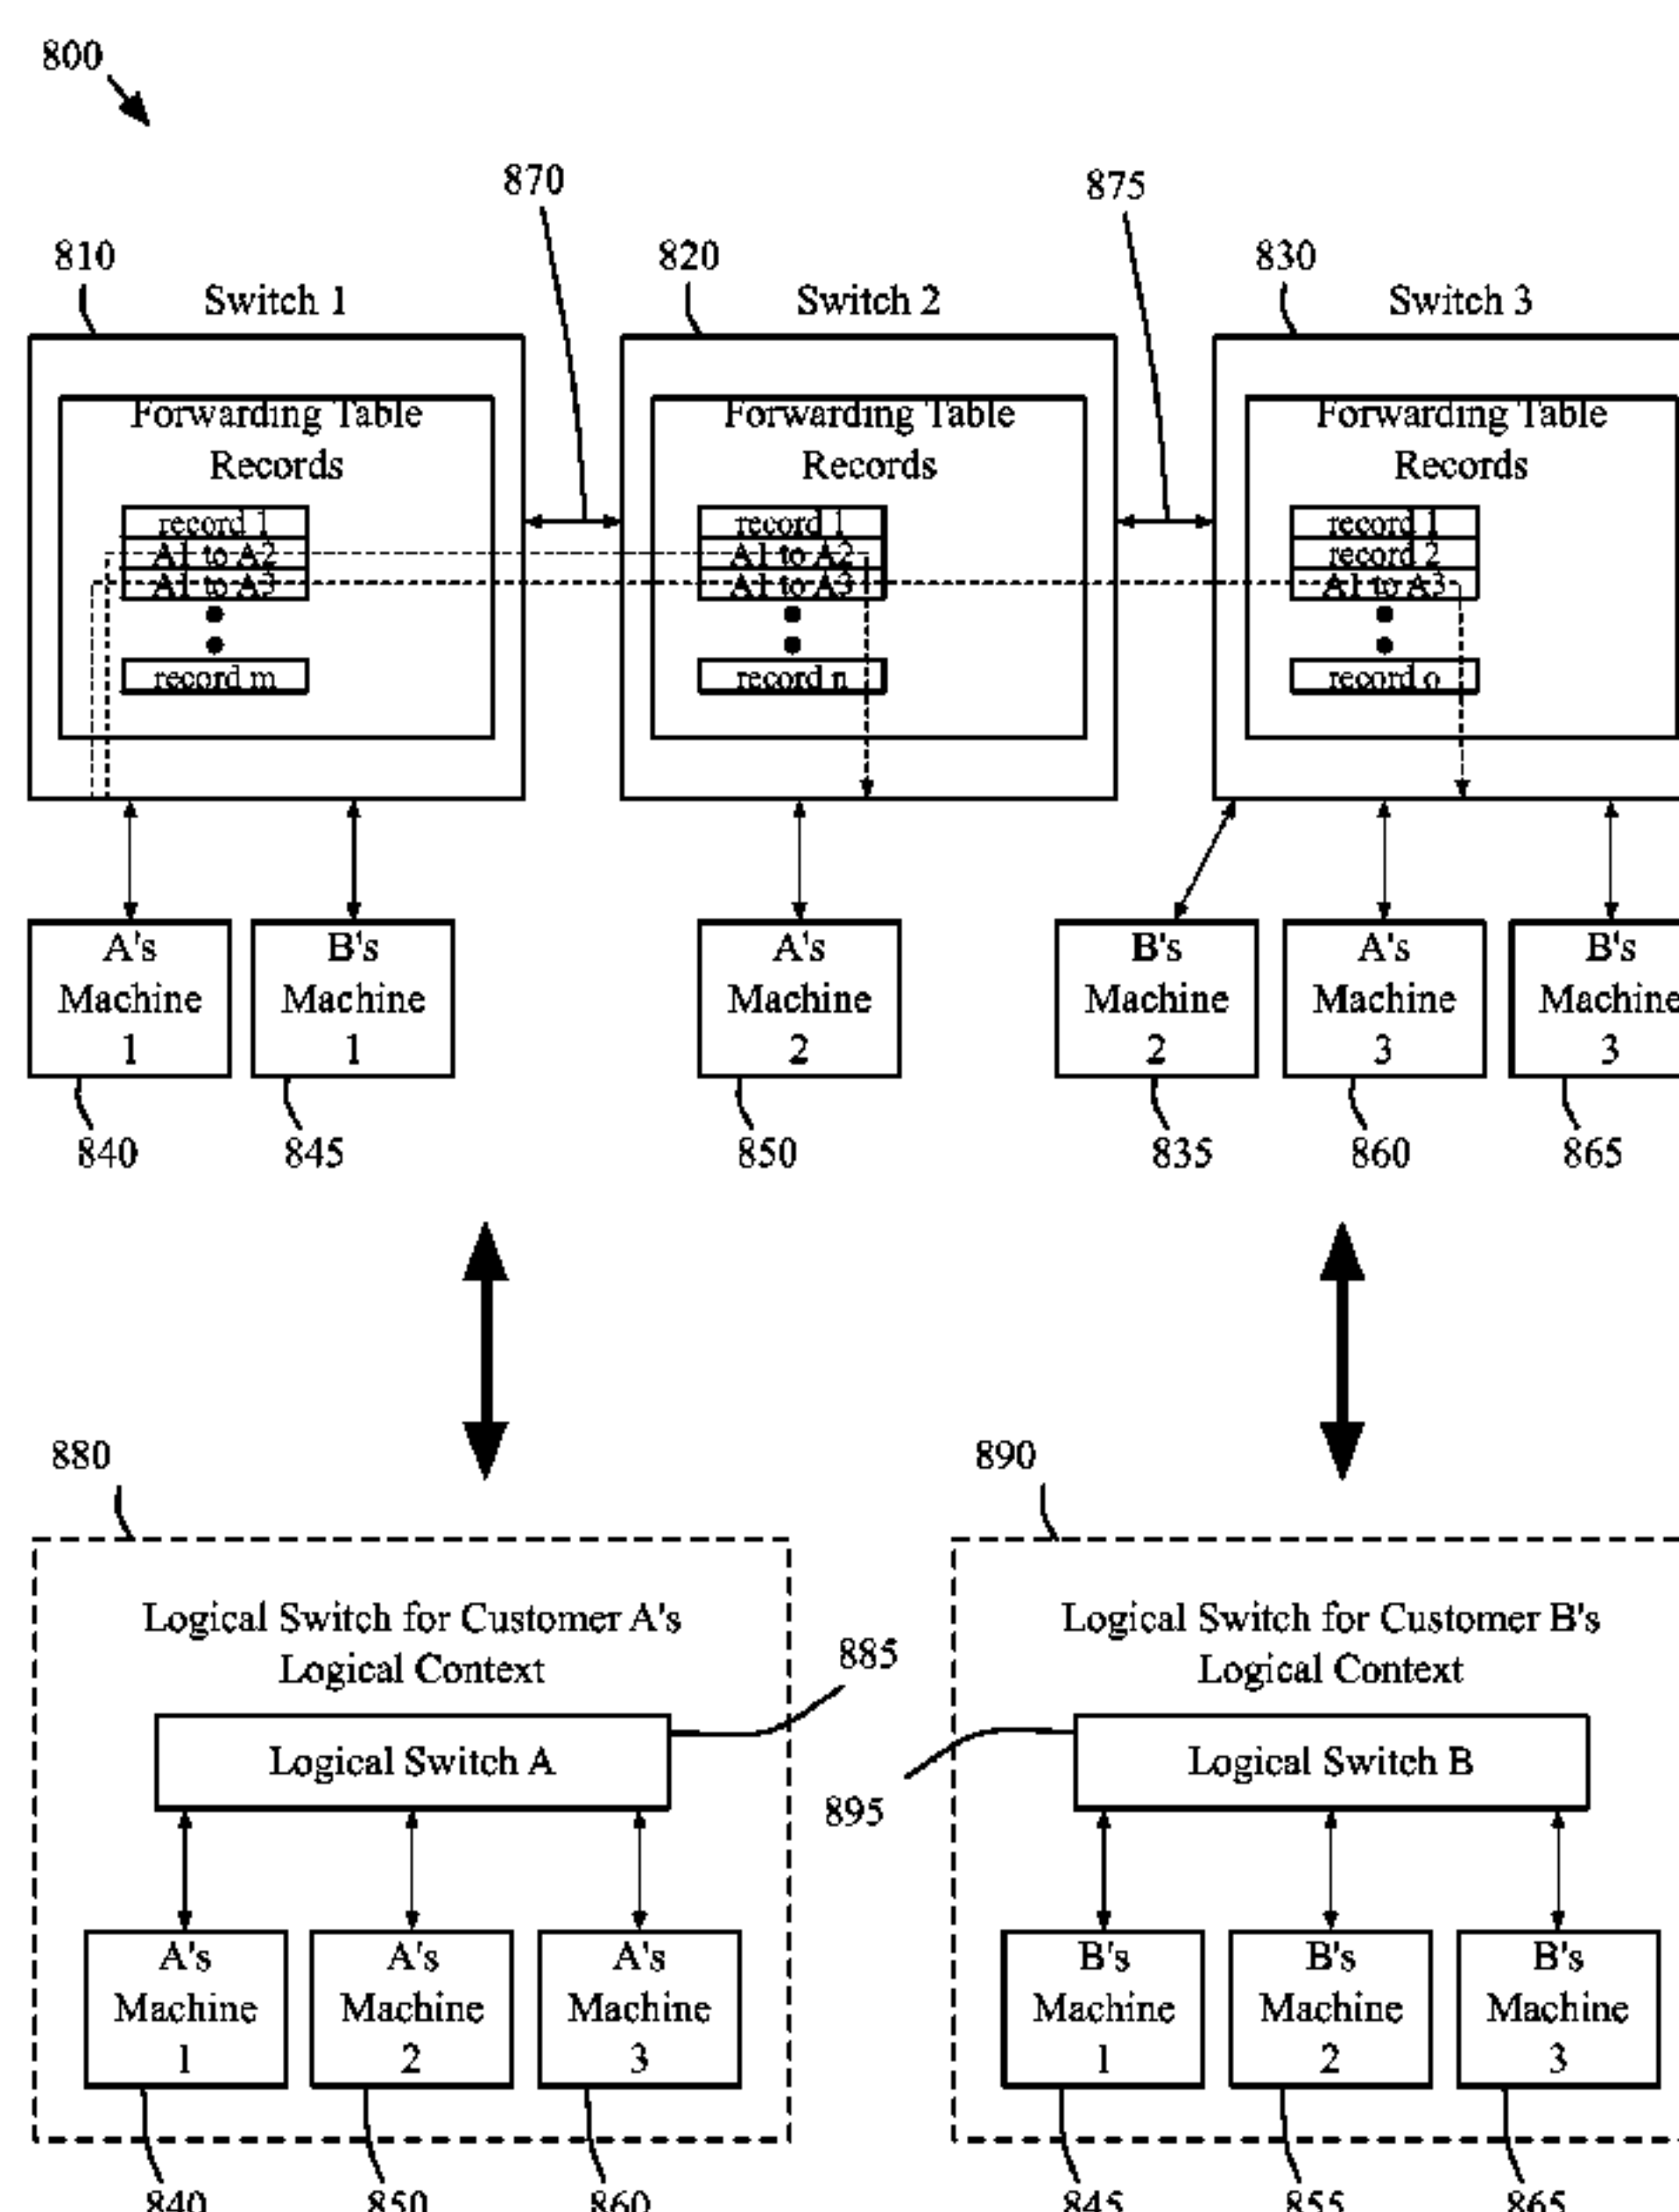 800
870
875
810
820
830
Switch 1
Switch 2
Switch 3
Forwarding Table
Records
record 1
A1 to A2
A1 to A3
record m
Forwarding Table
Records
record 1
A1 to A2
A1 to A3
record n
Forwarding Table
Records
record 1
record 2
A1 to A3
record o
A's
Machine
1
B's
Machine
1
A's
Machine
2
B's
Machine
2
A's
Machine
3
B's
Machine
3
840
845
850
835
860
865
880
890
Logical Switch for Customer A's
Logical Context
885
Logical Switch A
A's
Machine
1
A's
Machine
2
A's
Machine
3
840
850
860
Logical Switch for Customer B's
Logical Context
895
Logical Switch B
B's
Machine
1
B's
Machine
2
B's
Machine
3
845
855
865